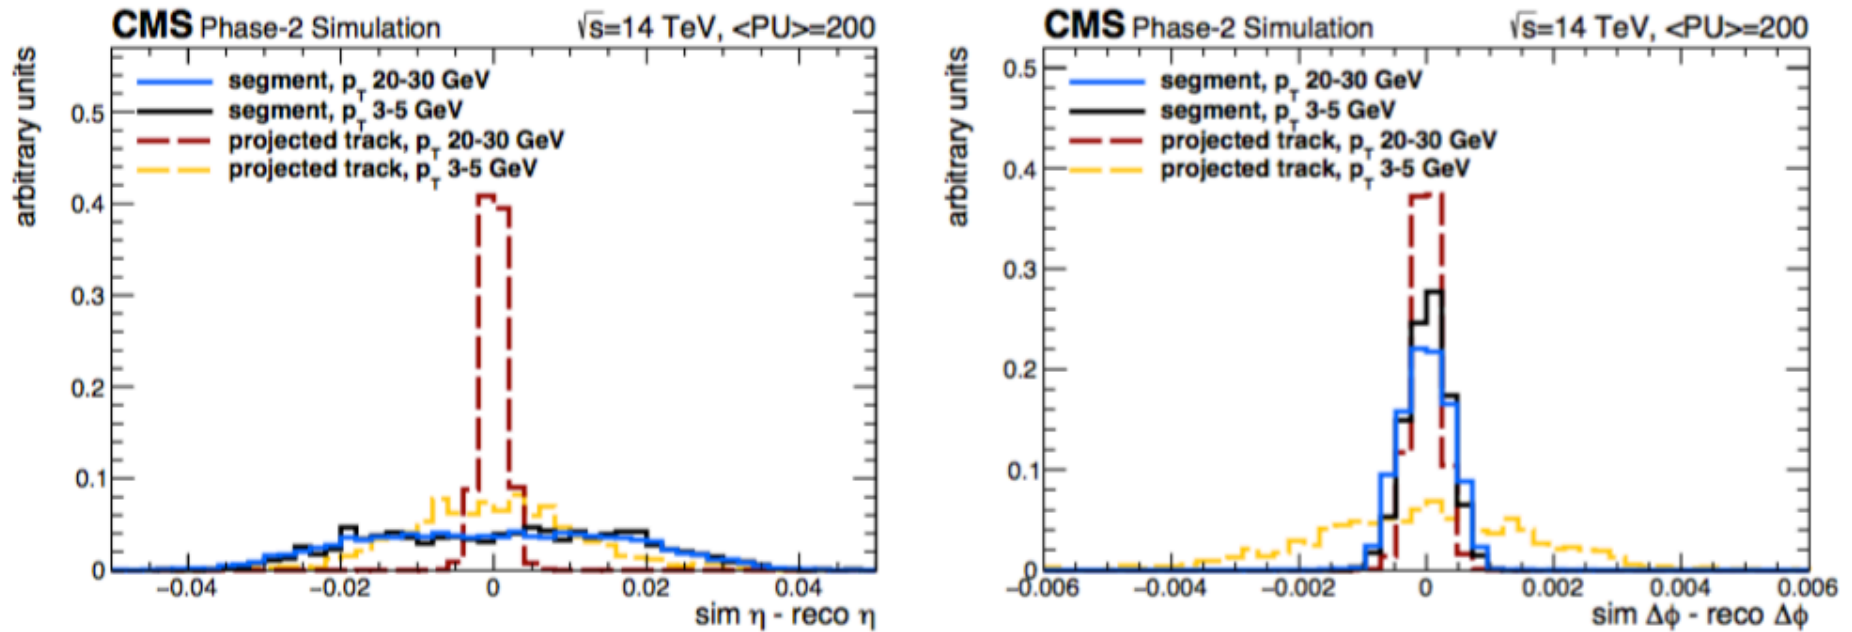 CMS Phase-2 Simulation √s=14 TeV, <PU>=200
arbitrary units
segment, pT 20-30 GeV
segment, pT 3-5 GeV
projected track, pT 20-30 GeV
projected track, pT 3-5 GeV
0.5
0.4
0.3
0.2
0.1
0
−0.04 −0.02 0 0.02 0.04
sim η - reco η
CMS Phase-2 Simulation √s=14 TeV, <PU>=200
arbitrary units
segment, pT 20-30 GeV
segment, pT 3-5 GeV
projected track, pT 20-30 GeV
projected track, pT 3-5 GeV
0.5
0.4
0.3
0.2
0.1
0
−0.006 −0.004 −0.002 0 0.002 0.004 0.006
sim Δϕ - reco Δϕ